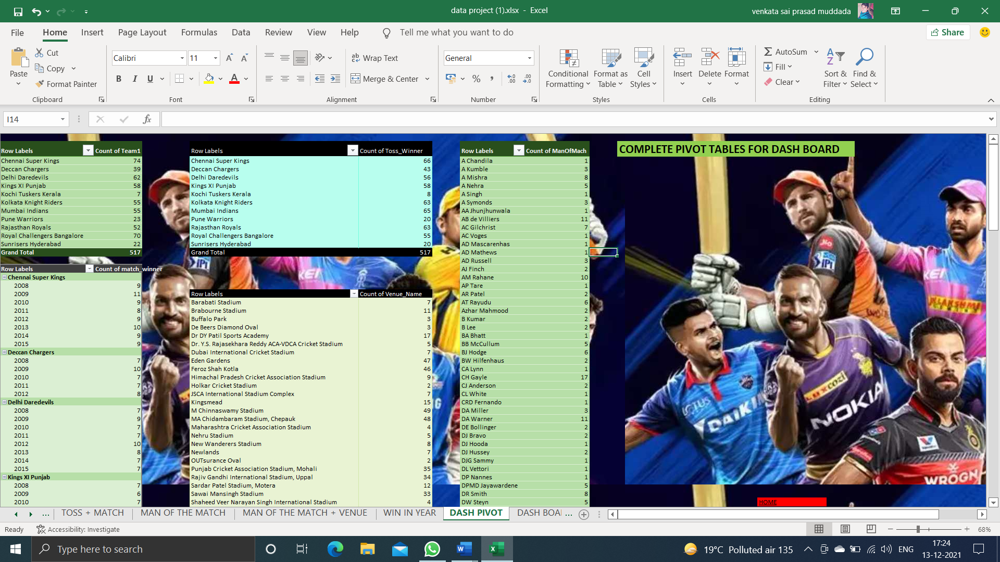 data project (1).xlsx - Excel
venkata sai prasad muddada
File Home Insert Page Layout Formulas Data Review View Help Tell me what you want to do
Share
Cut
Copy
Format Painter
Paste
Clipboard
Calibri 11
B I U
Font
Wrap Text
Merge & Center
Alignment
General
Number
Conditional Formatting
Format as Table
Cell Styles
Styles
Insert Delete Format
Cells
AutoSum
Fill
Clear
Sort & Filter
Find & Select
Editing
I14
fx
Row Labels Count of Team1
Chennai Super Kings 74
Deccan Chargers 39
Delhi Daredevils 62
Kings XI Punjab 58
Kochi Tuskers Kerala 7
Kolkata Knight Riders 55
Mumbai Indians 55
Pune Warriors 23
Rajasthan Royals 52
Royal Challengers Bangalore 70
Sunrisers Hyderabad 22
Grand Total 517
Row Labels Count of match_winner
Chennai Super Kings
2008 9
2009 11
2010 9
2011 8
2012 9
2013 10
2014 9
2015 9
Deccan Chargers
2008 7
2009 10
2010 7
2011 7
2012 8
Delhi Daredevils
2008 7
2009 9
2010 7
2011 7
2012 10
2013 8
2014 7
2015 7
Kings XI Punjab
2008 7
2009 6
2010 7
Row Labels Count of Toss_Winner
Chennai Super Kings 66
Deccan Chargers 43
Delhi Daredevils 56
Kings XI Punjab 58
Kochi Tuskers Kerala 8
Kolkata Knight Riders 63
Mumbai Indians 65
Pune Warriors 20
Rajasthan Royals 63
Royal Challengers Bangalore 55
Sunrisers Hyderabad 20
Grand Total 517
Row Labels Count of Venue_Name
Barabati Stadium 7
Brabourne Stadium 11
Buffalo Park 3
De Beers Diamond Oval 3
Dr DY Patil Sports Academy 17
Dr. Y.S. Rajasekhara Reddy ACA-VDCA Cricket Stadium 5
Dubai International Cricket Stadium 7
Eden Gardens 47
Feroz Shah Kotla 46
Himachal Pradesh Cricket Association Stadium 9
Holkar Cricket Stadium 2
JSCA International Stadium Complex 7
Kingsmead 15
M Chinnaswamy Stadium 49
MA Chidambaram Stadium, Chepauk 48
Maharashtra Cricket Association Stadium 4
Nehru Stadium 5
New Wanderers Stadium 8
Newlands 7
OUTsurance Oval 2
Punjab Cricket Association Stadium, Mohali 35
Rajiv Gandhi International Stadium, Uppal 34
Sardar Patel Stadium, Motera 12
Sawai Mansingh Stadium 33
Shaheed Veer Narayan Singh International Stadium 4
Row Labels Count of ManOfMach
A Chandila 1
A Kumble 3
A Mishra 8
A Nehra 5
A Singh 1
A Symonds 3
AA Jhunjhunwala 1
AB de Villiers 11
AC Gilchrist 7
AC Voges 1
AD Mascarenhas 1
AD Mathews 1
AD Russell 3
AJ Finch 2
AM Rahane 10
AP Tare 1
AR Patel 2
AT Rayudu 6
Azhar Mahmood 2
B Kumar 2
B Lee 2
BA Bhatt 1
BB McCullum 5
BJ Hodge 6
BW Hilfenhaus 2
CA Lynn 1
CH Gayle 17
CJ Anderson 2
CL White 1
CRD Fernando 1
DA Miller 3
DA Warner 11
DE Bollinger 2
DJ Bravo 2
DJ Hooda 1
DJ Hussey 2
DJG Sammy 1
DL Vettori 1
DP Nannes 1
DPMD Jayawardene 5
DR Smith 8
DW Steyn 5
COMPLETE PIVOT TABLES FOR DASH BOARD
Jio
IPL
LOTUS
DAIKI
NOKIA
WROGN
HOME
TOSS + MATCH MAN OF THE MATCH MAN OF THE MATCH + VENUE WIN IN YEAR DASH PIVOT DASH BOA ...
Ready Accessibility: Investigate
68%
Type here to search
19°C Polluted air 135
ENG
17:24
13-12-2021